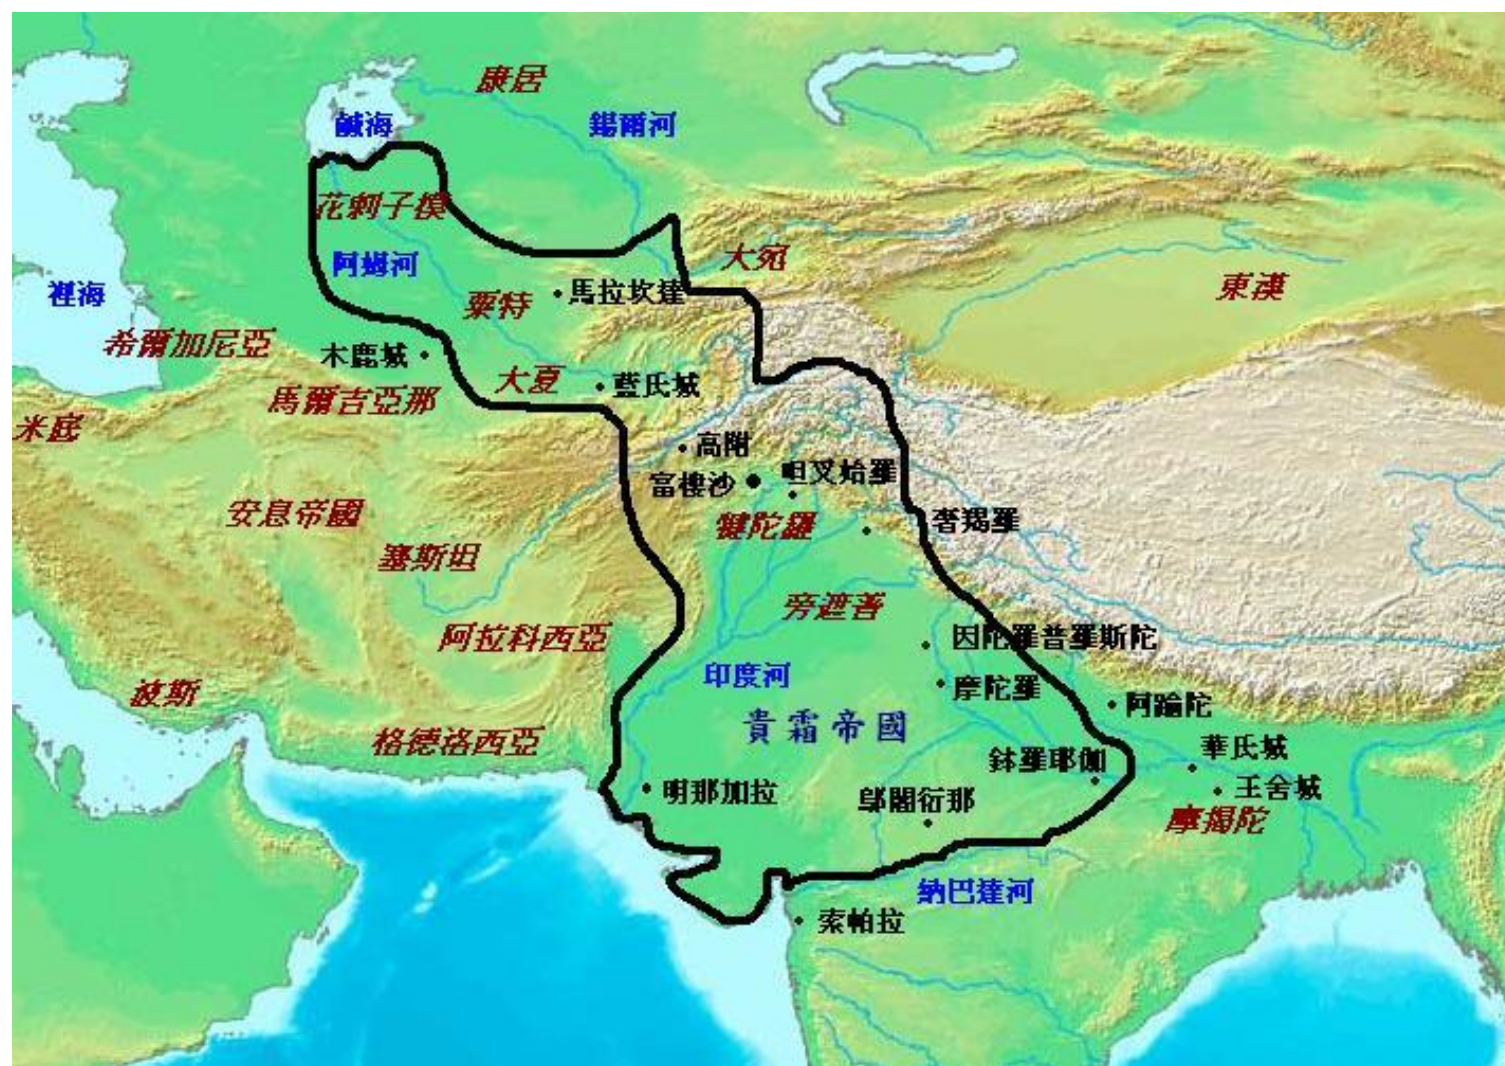 康居
鹹海
錫爾河
花剌子模
大宛
阿姆河
東漢
裡海
粟特
馬拉坎達
希爾加尼亞
木鹿城
大夏
藍氏城
馬爾吉亞那
米底
高附
呾叉始羅
富樓沙
安息帝國
犍陀羅
奢羯羅
塞斯坦
旁遮普
阿拉科西亞
因陀羅普羅斯陀
印度河
摩陀羅
波斯
阿踰陀
貴霜帝國
格德格西亞
華氏城
鉢羅耶伽
明那加拉
鄔闍衍那
王舍城
摩揭陀
納巴達河
索帕拉